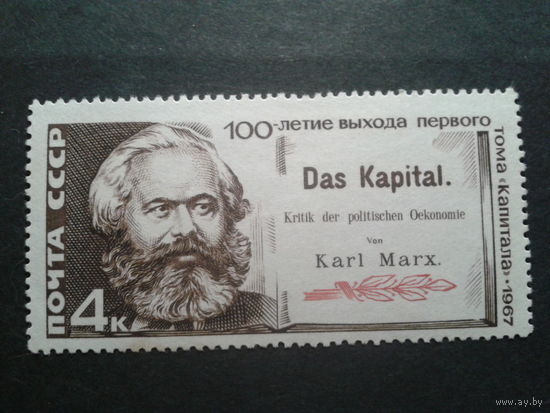 ПОЧТА СССР
4к
100-летие выхода первого
тома «Капитала»·1967
Das Kapital.
Kritik der politischen Oekonomie
Von
Karl Marx.
www.ay.by